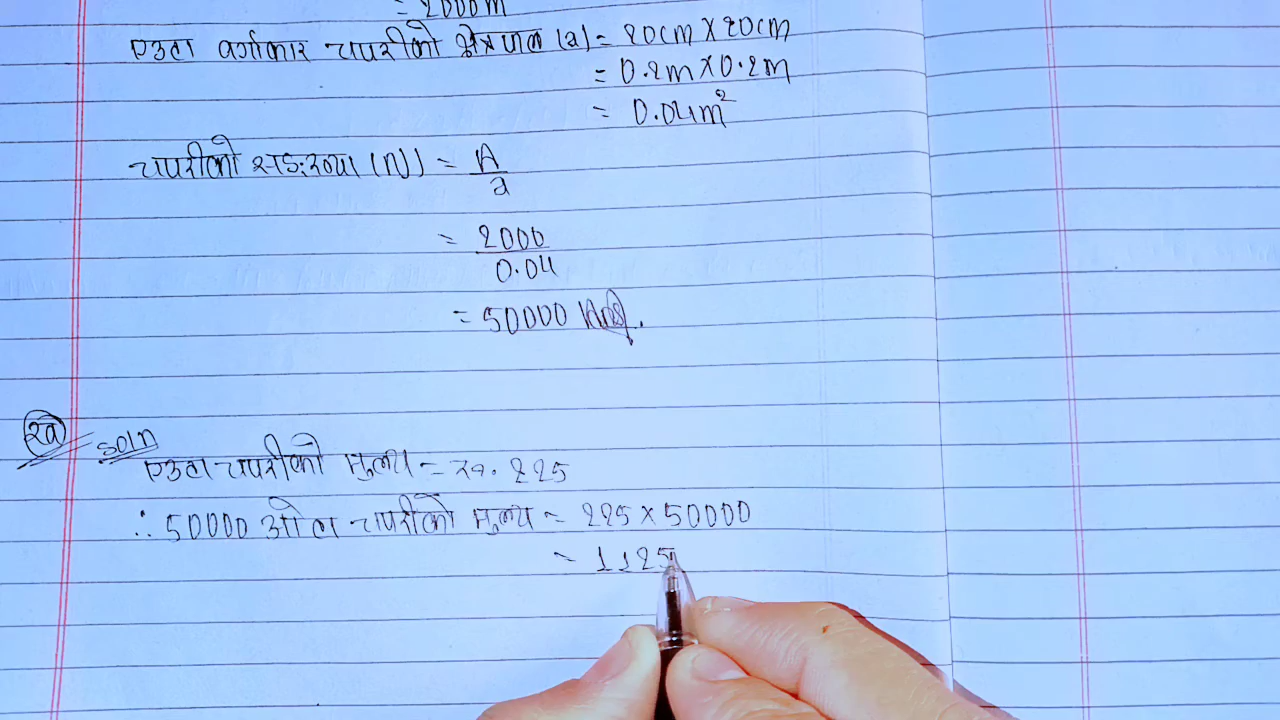 = 2000m
एउटा वर्गाकार चपरीको क्षेत्रफल (a) = 20cm X 20cm
= 0.2m X 0.2m
= 0.04m²
चपरीको सङ्ख्या (N) = A/a
= 2000/0.04
= 50000 Ans.
ख soln
एउटा चपरीको मुल्य = रु. 225
∴ 50000 ओटा चपरीको मुल्य = 225 x 50000
= 1125